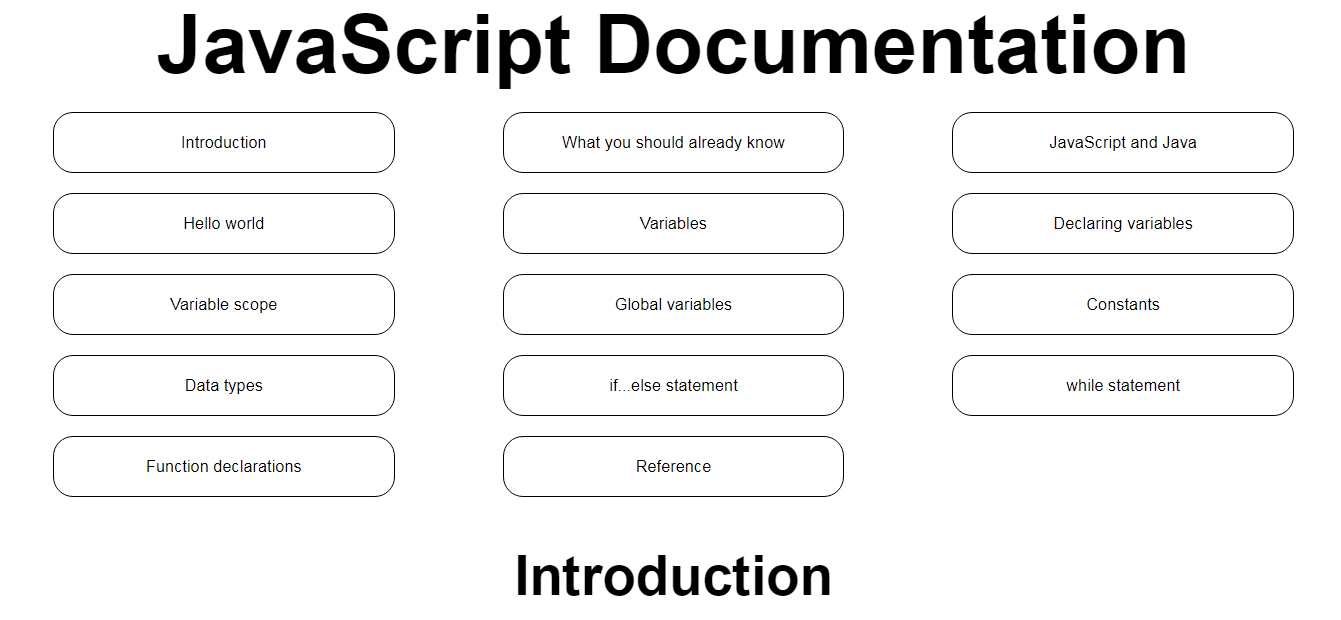 JavaScript Documentation
Introduction
What you should already know
JavaScript and Java
Hello world
Variables
Declaring variables
Variable scope
Global variables
Constants
Data types
if...else statement
while statement
Function declarations
Reference
Introduction